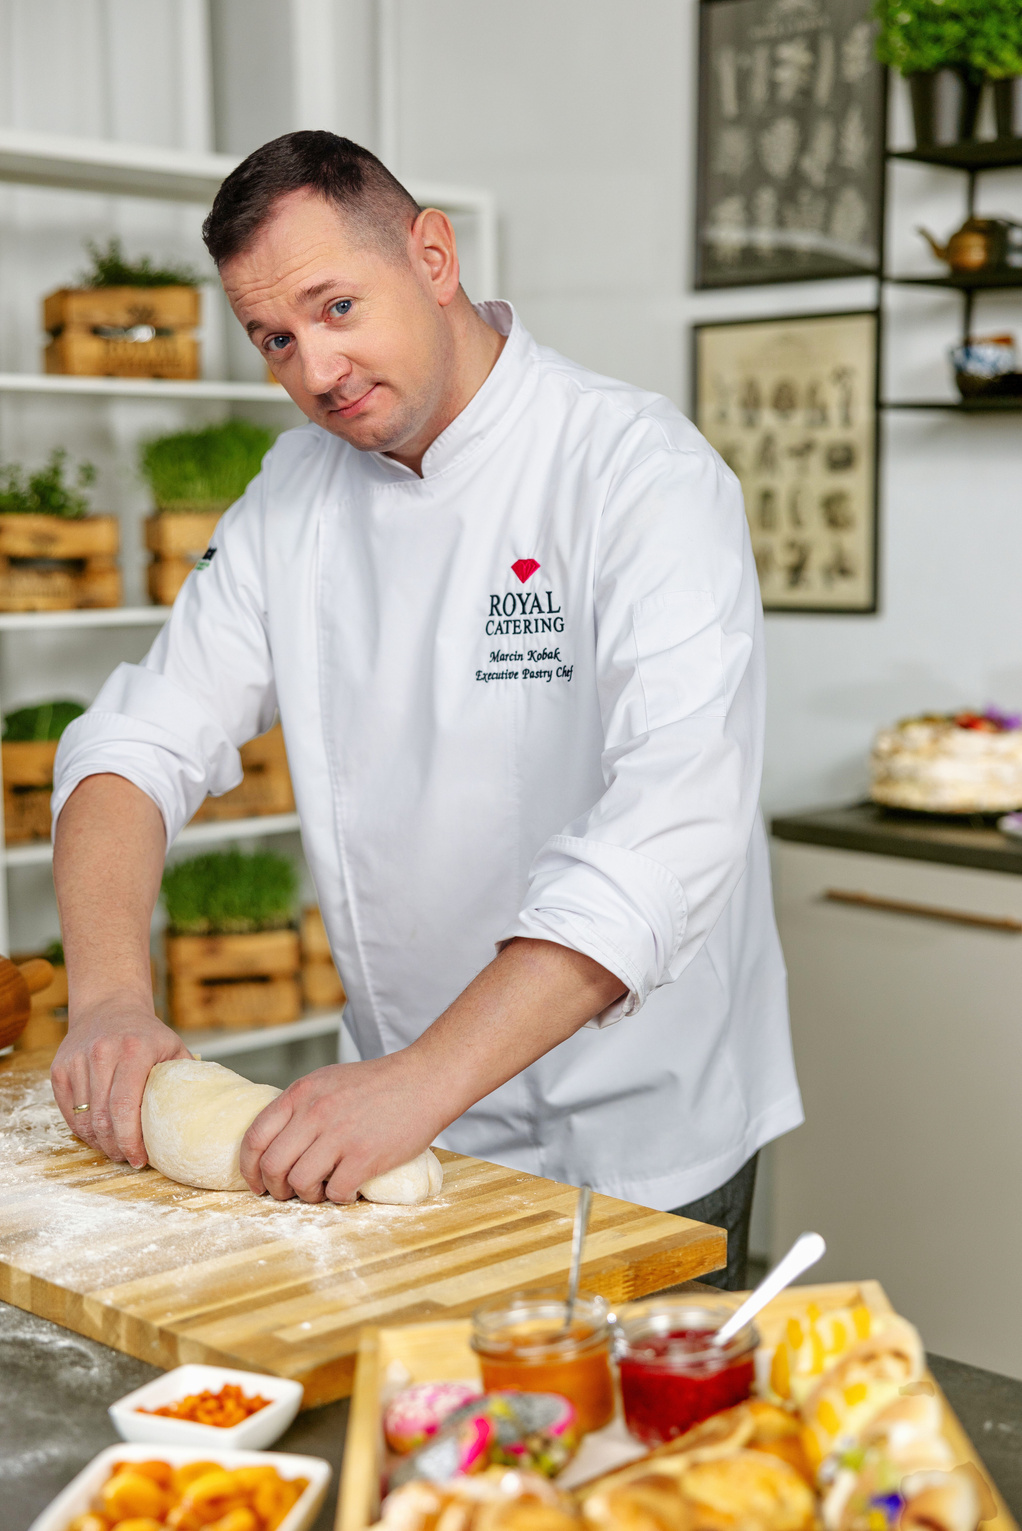 ROYAL
CATERING
Marcin Kobak
Executive Pastry Chef